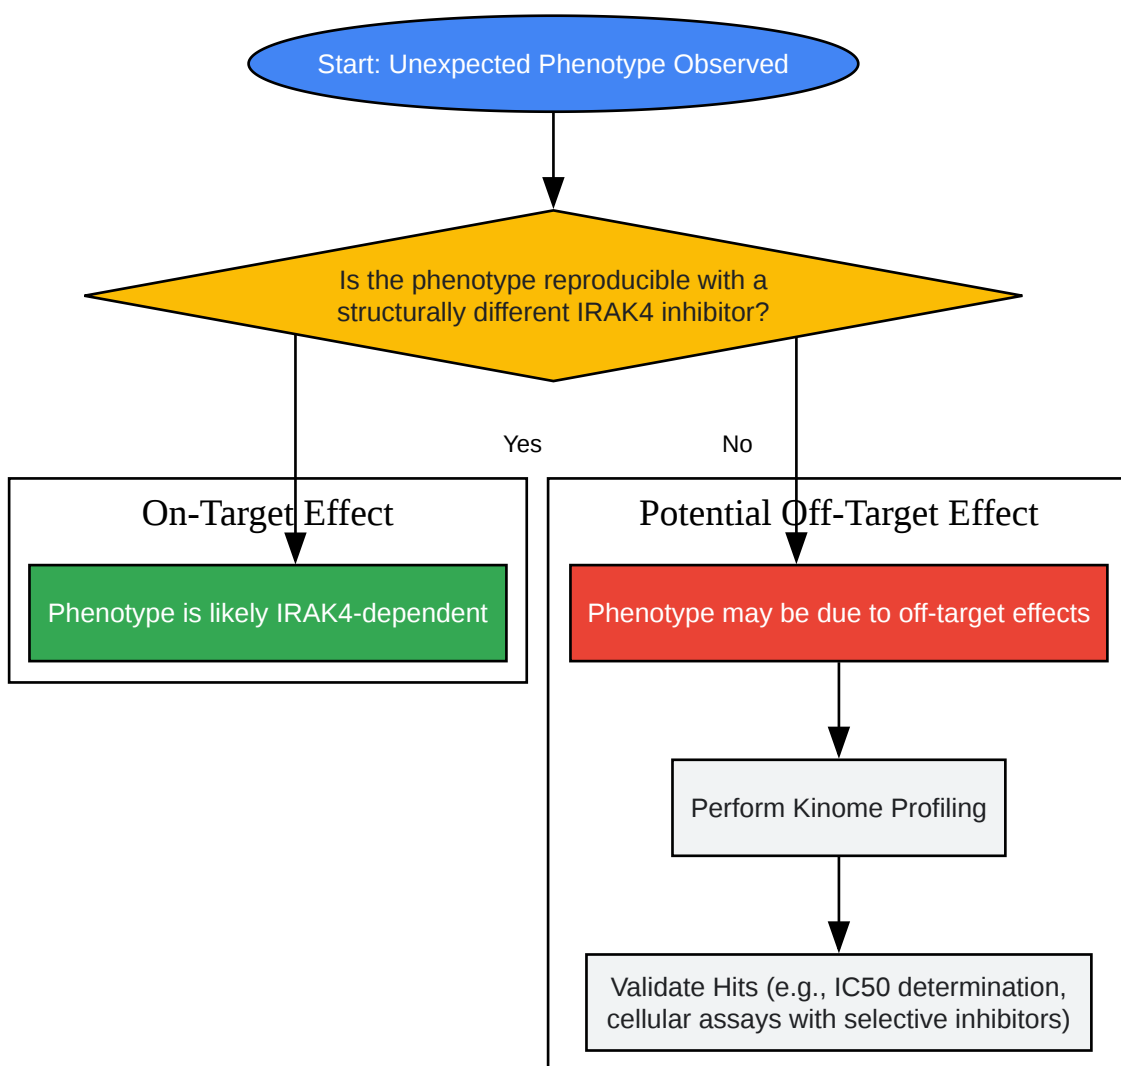 Start: Unexpected Phenotype Observed
Is the phenotype reproducible with a
structurally different IRAK4 inhibitor?
Yes
No
On-Target Effect
Potential Off-Target Effect
Phenotype is likely IRAK4-dependent
Phenotype may be due to off-target effects
Perform Kinome Profiling
Validate Hits (e.g., IC50 determination,
cellular assays with selective inhibitors)